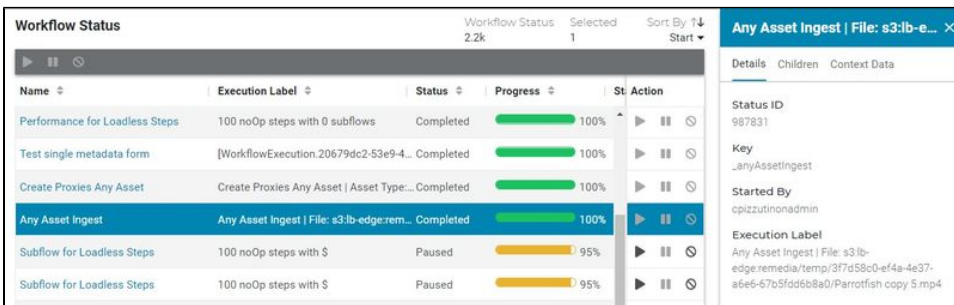 Workflow Status
Workflow Status Selected Sort By
2.2k 1 Start
Name Execution Label Status Progress St Action
Performance for Loadless Steps 100 noOp steps with 0 subflows Completed 100%
Test single metadata form [WorkflowExecution.20679dc2-53e9-4... Completed 100%
Create Proxies Any Asset Create Proxies Any Asset | Asset Type:... Completed 100%
Any Asset Ingest Any Asset Ingest | File: s3:lb-edge:rem... Completed 100%
Subflow for Loadless Steps 100 noOp steps with $ Paused 95%
Subflow for Loadless Steps 100 noOp steps with $ Paused 95%
Any Asset Ingest | File: s3:lb-e...
Details Children Context Data
Status ID
987831
Key
_anyAssetIngest
Started By
cpizzutinonadmin
Execution Label
Any Asset Ingest | File: s3:lb-
edge:remedia/temp/3f7d58c0-ef4a-4e37-
a6e6-67b5fdd6b8a0/Parrotfish copy 5.mp4